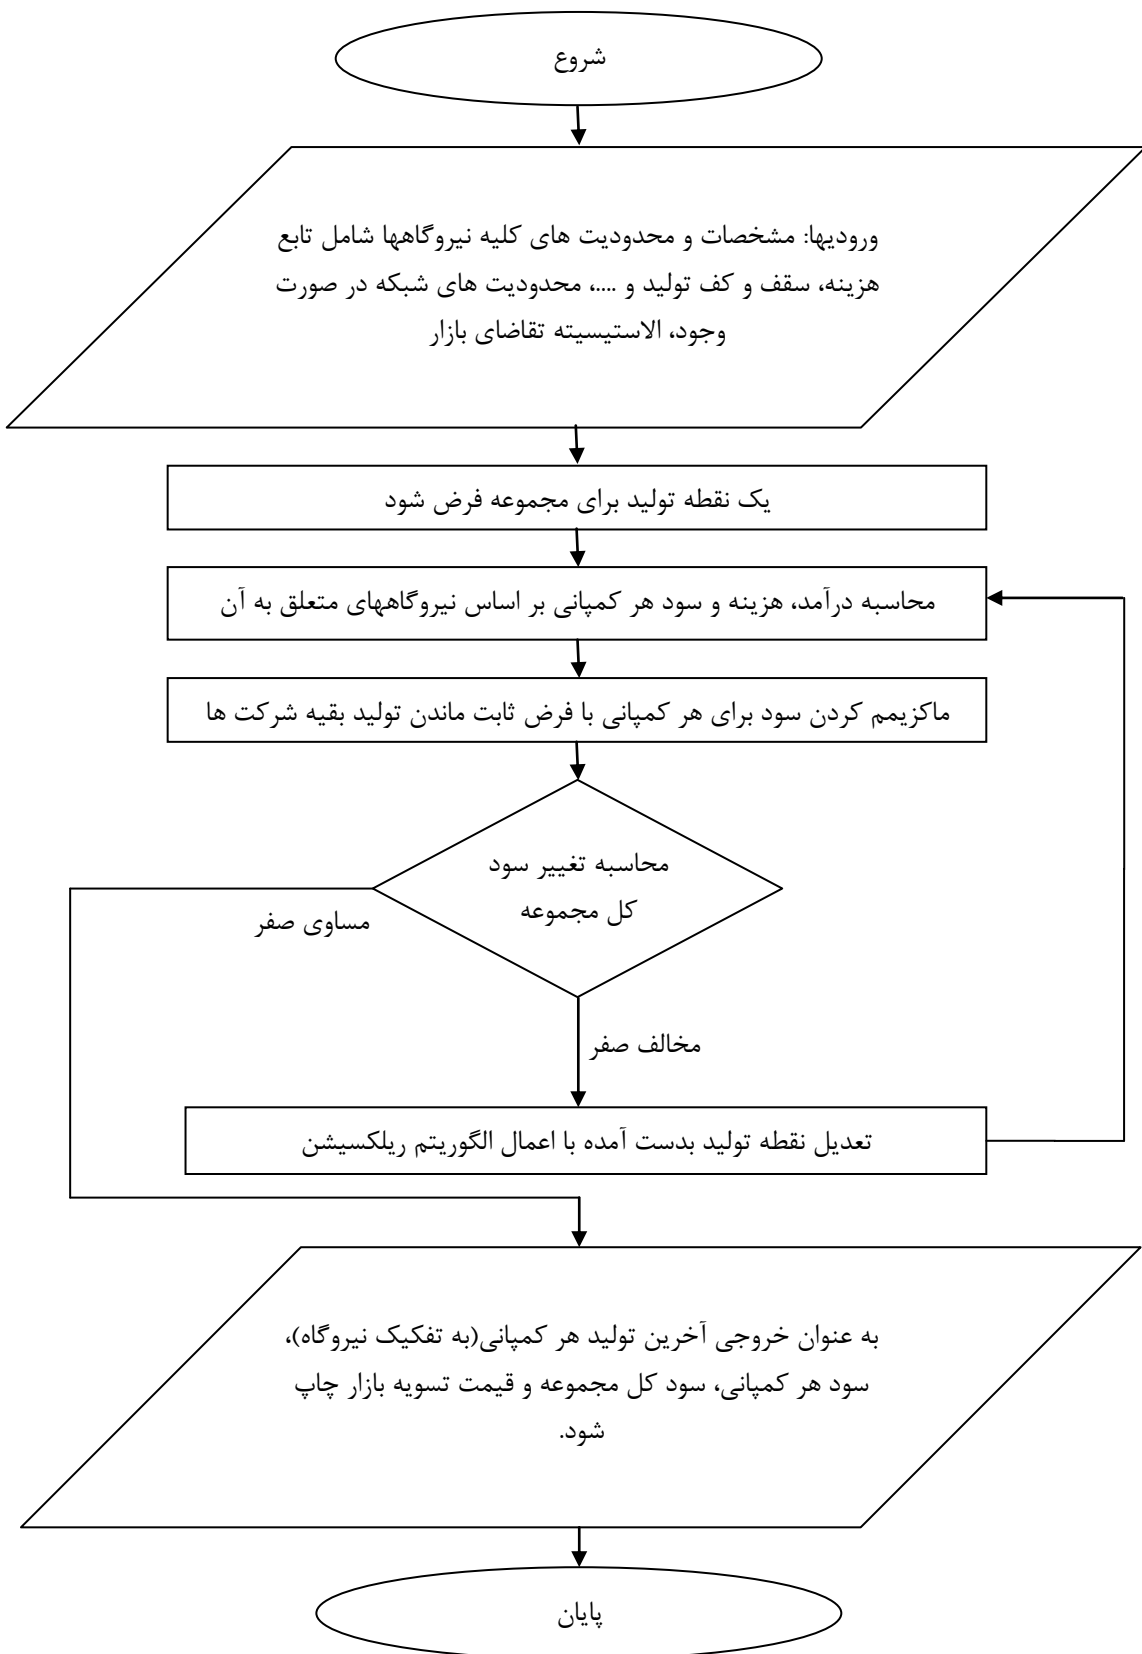 شروع
ورودیها: مشخصات و محدودیت های کلیه نیروگاهها شامل تابع
هزینه، سقف و کف تولید و ....، محدودیت های شبکه در صورت
وجود، الاستیسیته تقاضای بازار
یک نقطه تولید برای مجموعه فرض شود
محاسبه درآمد، هزینه و سود هر کمپانی بر اساس نیروگاههای متعلق به آن
ماکزیمم کردن سود برای هر کمپانی با فرض ثابت ماندن تولید بقیه شرکت ها
محاسبه تغییر سود
کل مجموعه
مساوی صفر
مخالف صفر
تعدیل نقطه تولید بدست آمده با اعمال الگوریتم ریلکسیشن
به عنوان خروجی آخرین تولید هر کمپانی(به تفکیک نیروگاه)،
سود هر کمپانی، سود کل مجموعه و قیمت تسویه بازار چاپ
شود.
پایان